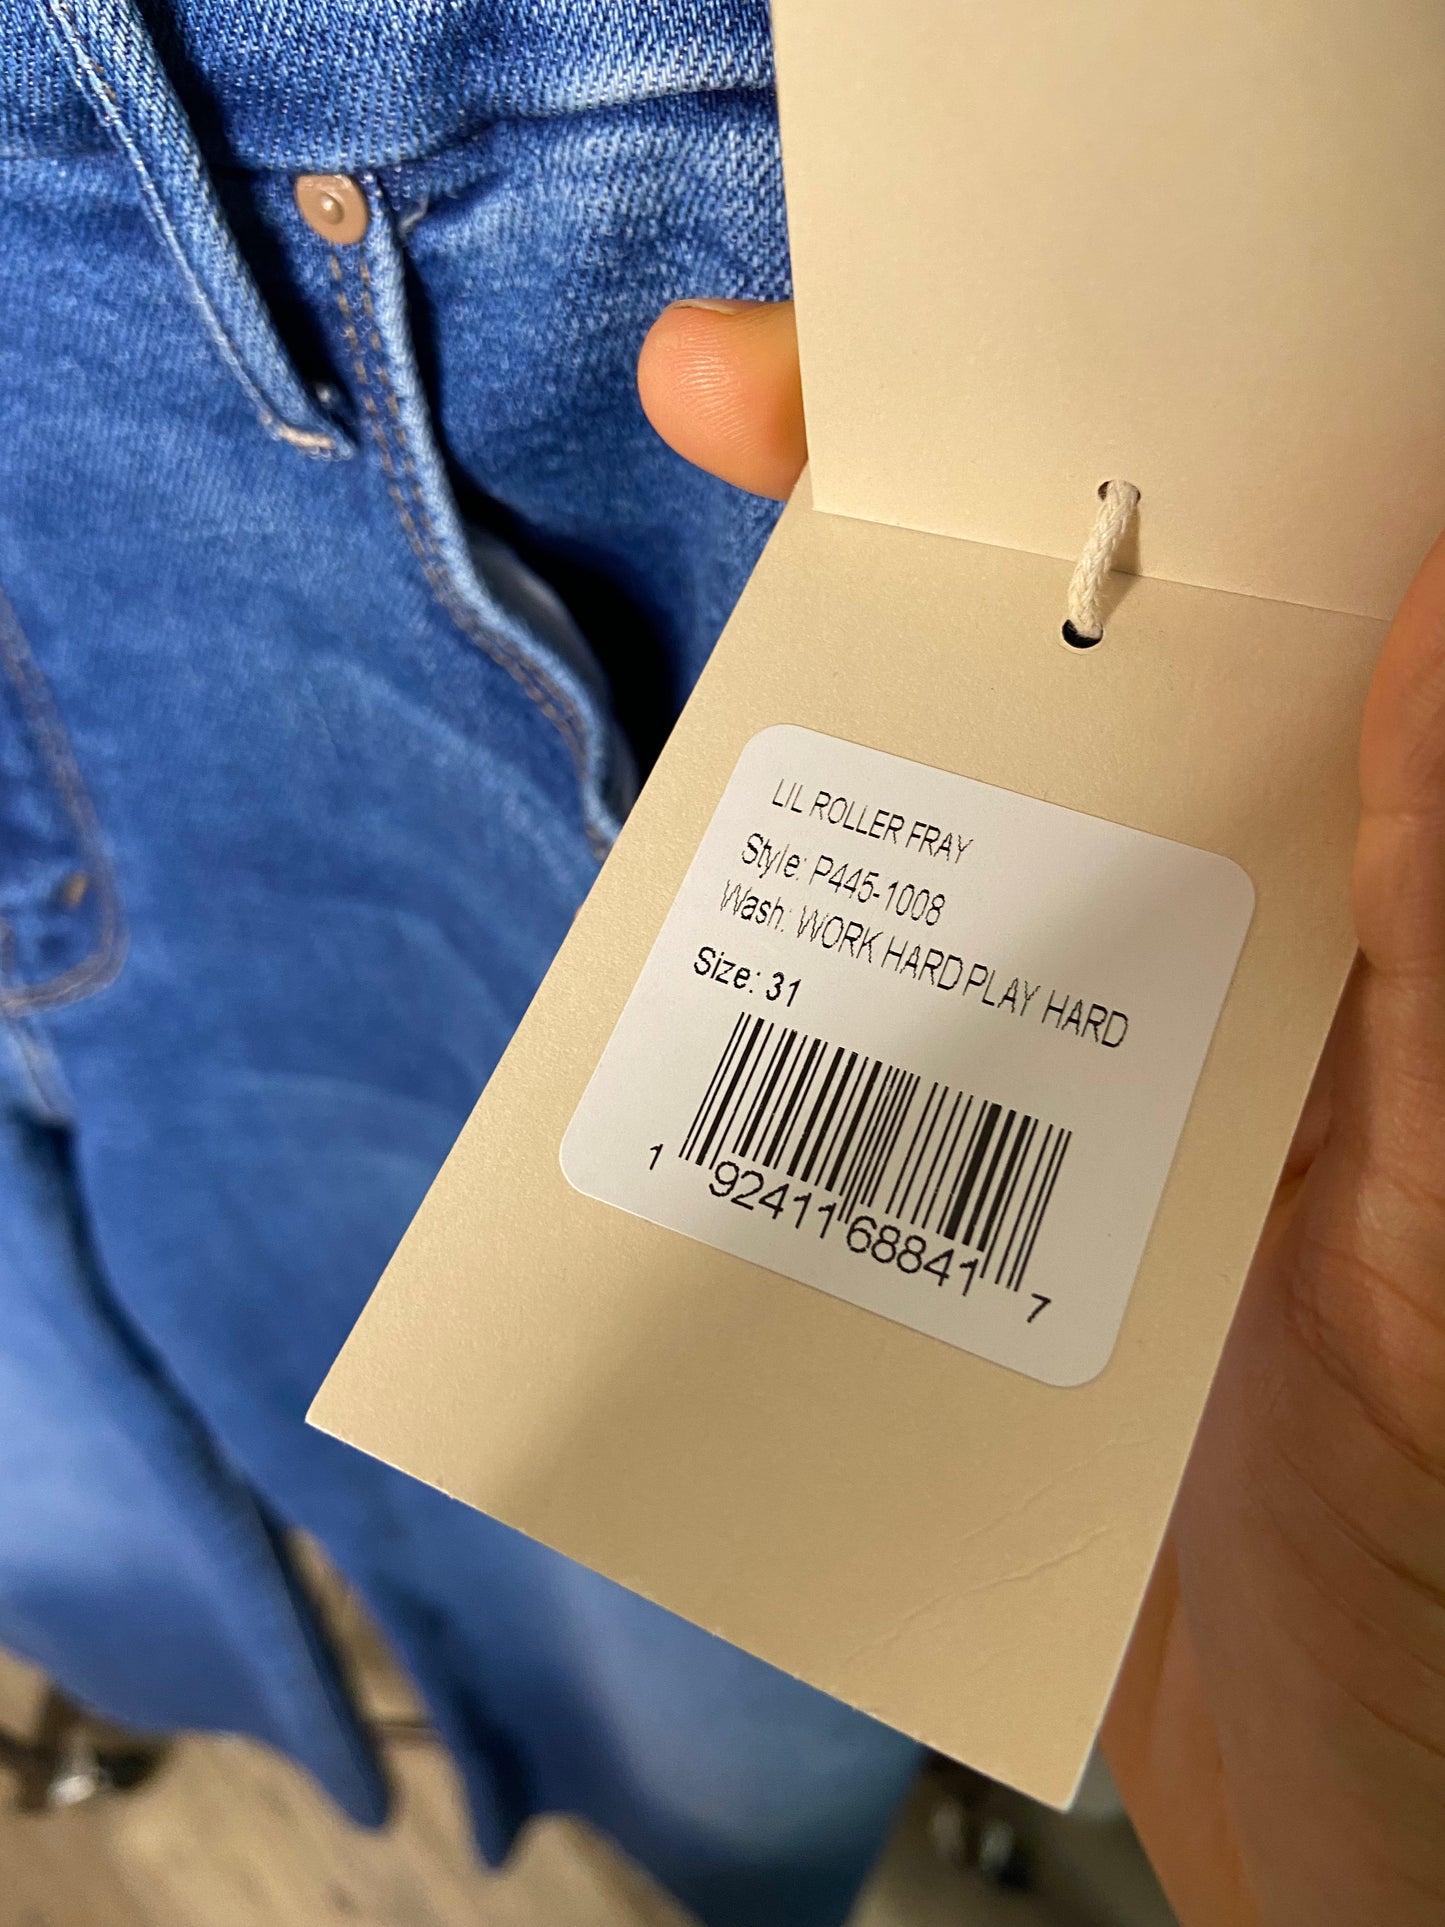 LIL ROLLER FRAY
Style: P445-1008
Wash: WORK HARD PLAY HARD
Size: 31
1 92411 68841 7